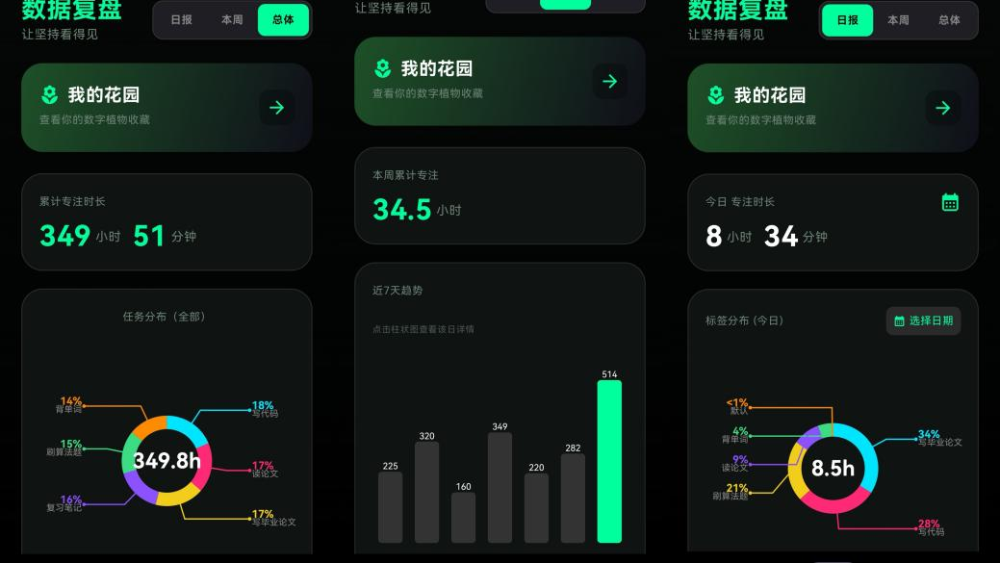 数据复盘
让坚持看得见
日报
本周
总体
我的花园
查看你的数字植物收藏
累计专注时长
349 小时 51 分钟
任务分布（全部）
14%
背单词
18%
写代码
15%
刷算法题
349.8h
17%
读论文
16%
复习笔记
17%
写毕业论文
让坚持看得见
我的花园
查看你的数字植物收藏
本周累计专注
34.5 小时
近7天趋势
点击柱状图查看该日详情
225
320
160
349
220
282
514
数据复盘
让坚持看得见
日报
本周
总体
我的花园
查看你的数字植物收藏
今日 专注时长
8 小时 34 分钟
标签分布 (今日)
选择日期
<1%
默认
4%
背单词
34%
写毕业论文
9%
读论文
8.5h
21%
刷算法题
28%
写代码